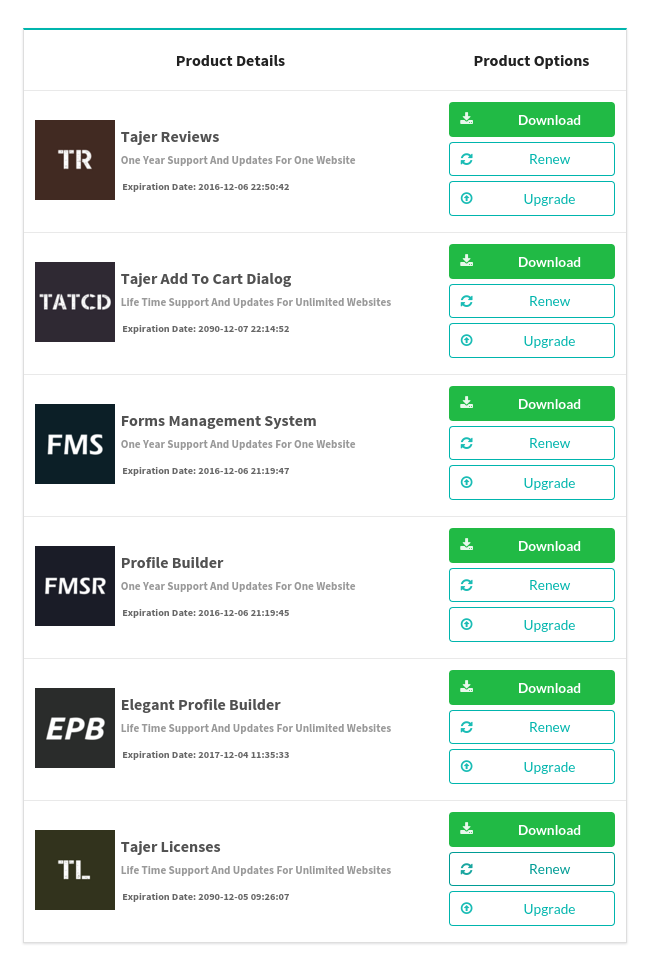 Product Details Product Options
TR
Tajer Reviews
One Year Support And Updates For One Website
Expiration Date: 2016-12-06 22:50:42
Download
Renew
Upgrade
TATCD
Tajer Add To Cart Dialog
Life Time Support And Updates For Unlimited Websites
Expiration Date: 2090-12-07 22:14:52
Download
Renew
Upgrade
FMS
Forms Management System
One Year Support And Updates For One Website
Expiration Date: 2016-12-06 21:19:47
Download
Renew
Upgrade
FMSR
Profile Builder
One Year Support And Updates For One Website
Expiration Date: 2016-12-06 21:19:45
Download
Renew
Upgrade
EPB
Elegant Profile Builder
Life Time Support And Updates For Unlimited Websites
Expiration Date: 2017-12-04 11:35:33
Download
Renew
Upgrade
TL
Tajer Licenses
Life Time Support And Updates For Unlimited Websites
Expiration Date: 2090-12-05 09:26:07
Download
Renew
Upgrade